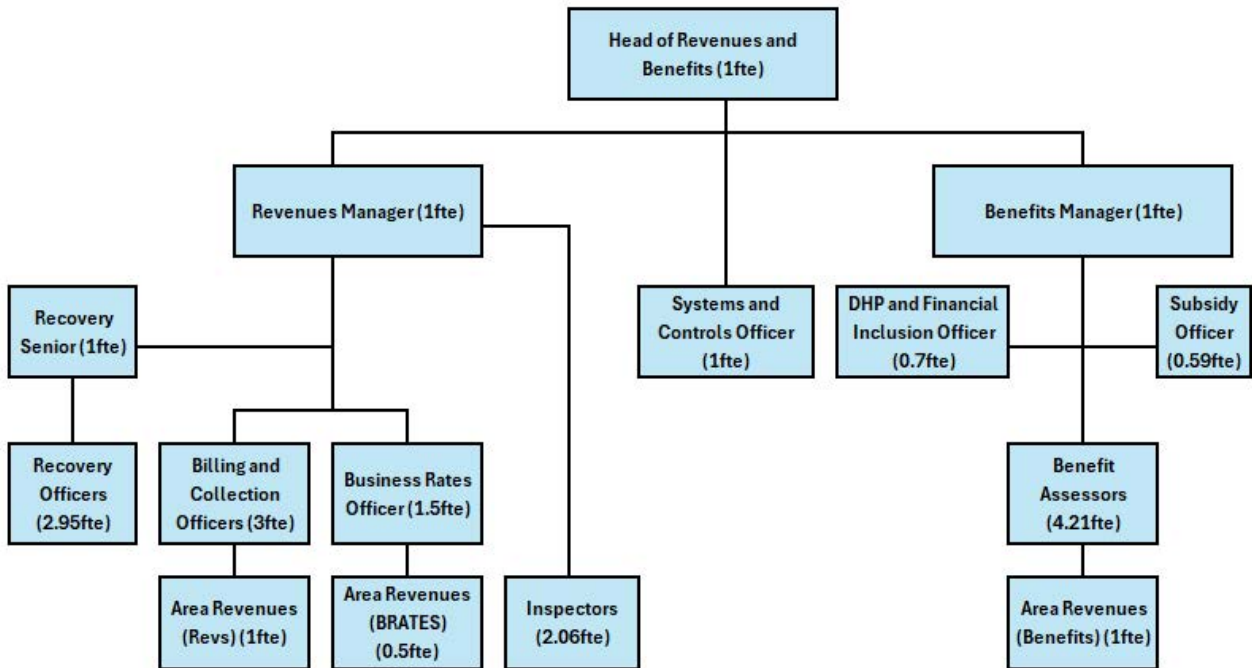 Head of Revenues and
Benefits (1fte)
Revenues Manager (1fte)
Benefits Manager (1fte)
Recovery
Senior (1fte)
Systems and
Controls Officer
(1fte)
DHP and Financial
Inclusion Officer
(0.7fte)
Subsidy
Officer
(0.59fte)
Recovery
Officers
(2.95fte)
Billing and
Collection
Officers (3fte)
Business Rates
Officer (1.5fte)
Benefit
Assessors
(4.21fte)
Area Revenues
(Revs) (1fte)
Area Revenues
(BRATES)
(0.5fte)
Inspectors
(2.06fte)
Area Revenues
(Benefits) (1fte)